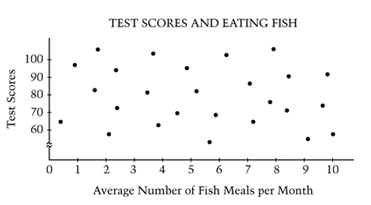 TEST SCORES AND EATING FISH
Test Scores
100
90
80
70
60
0 1 2 3 4 5 6 7 8 9 10
Average Number of Fish Meals per Month